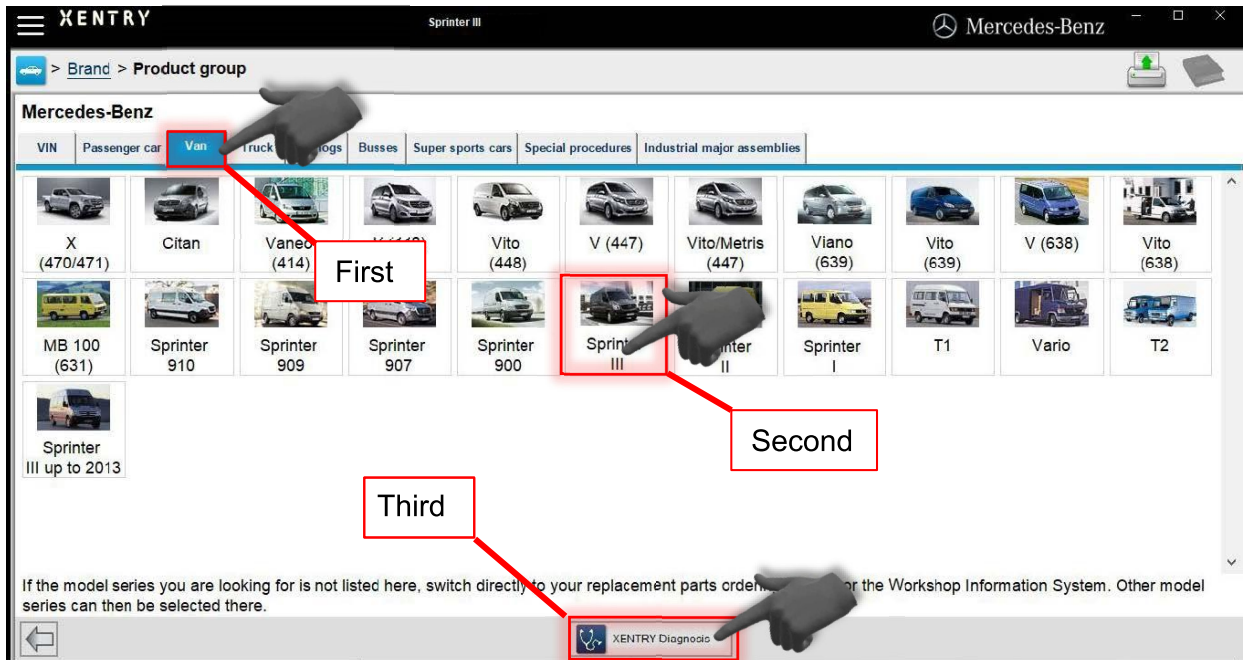 XENTRY
Sprinter III
Mercedes-Benz
> Brand > Product group
Mercedes-Benz
VIN
Passenger car
Van
Truck
Busses
Super sports cars
Special procedures
Industrial major assemblies
X
(470/471)
Citan
Vaneo
(414)
Vito
(448)
V (447)
Vito/Metris
(447)
Viano
(639)
Vito
(639)
V (638)
Vito
(638)
First
MB 100
(631)
Sprinter
910
Sprinter
909
Sprinter
907
Sprinter
900
III
II
Sprinter
I
T1
Vario
T2
Second
Sprinter
III up to 2013
Third
If the model series you are looking for is not listed here, switch directly to your replacement parts or the Workshop Information System. Other model
series can then be selected there.
XENTRY Diagnosis